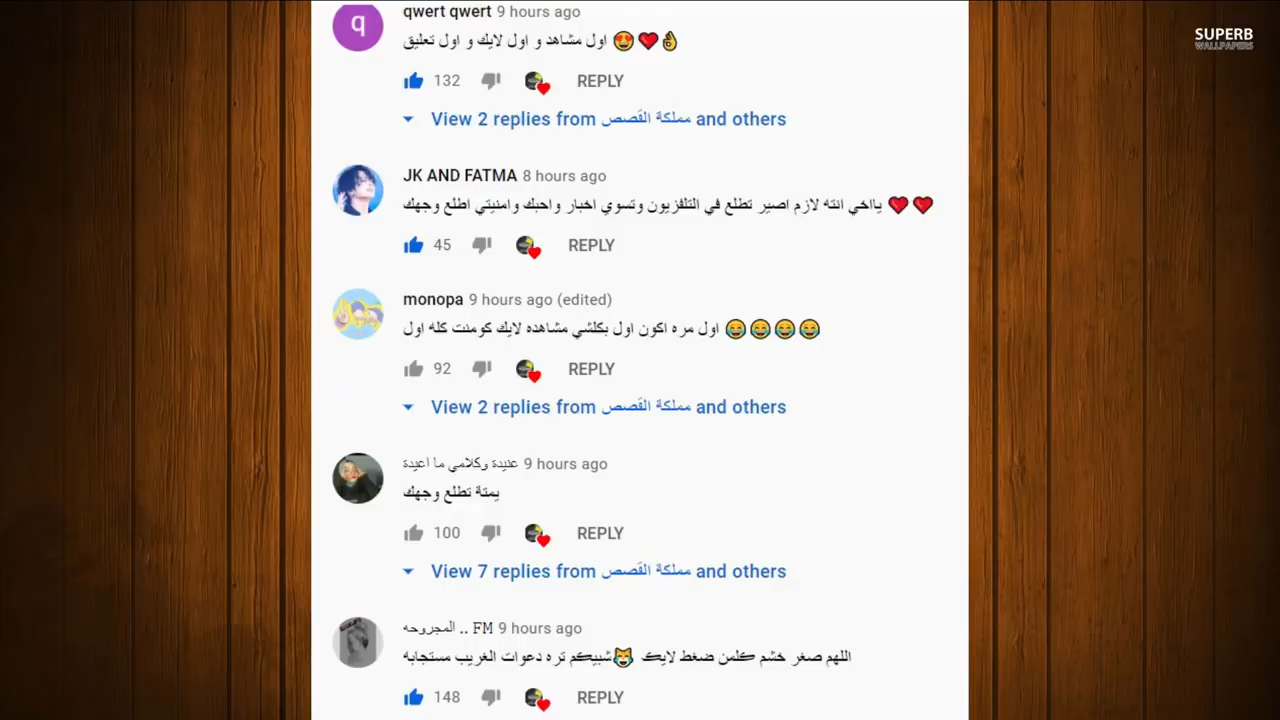 SUPERB
WALLPAPERS
qwert qwert 9 hours ago
اول مشاهد و اول لايك و اول تعليق 😍❤️👌
132 REPLY
View 2 replies from مملكة القصص and others
JK AND FATMA 8 hours ago
يااخي انته لازم اصير تطلع في التلفزيون وتسوي اخبار واحبك وامنيتي اطلع وجهك ❤️❤️
45 REPLY
monopa 9 hours ago (edited)
اول مره اكون اول بكلشي مشاهده لايك كومنت كله اول 😂😂😂😂
92 REPLY
View 2 replies from مملكة القصص and others
عنيدة وكلامي ما اعيدة 9 hours ago
يمتة تطلع وجهك
100 REPLY
View 7 replies from مملكة القصص and others
المجروحه .. FM 9 hours ago
اللهم صغر خشم كلمن ضغط لايك 😹شبيكم تره دعوات الغريب مستجابه
148 REPLY